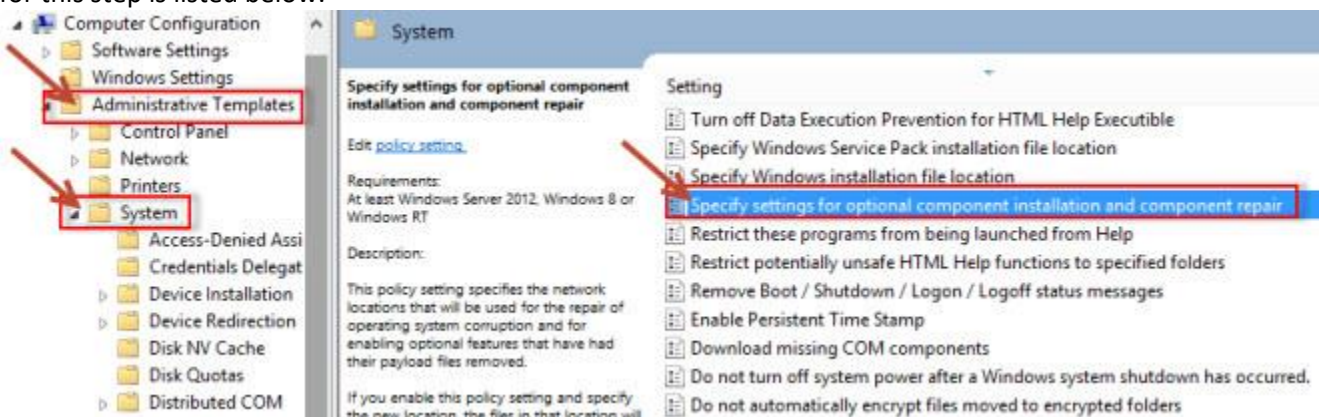 for this step is listed below:
Computer Configuration
Software Settings
Windows Settings
Administrative Templates
Control Panel
Network
Printers
System
Access-Denied Assi
Credentials Delegat
Device Installation
Device Redirection
Disk NV Cache
Disk Quotas
Distributed COM
System
Specify settings for optional component
installation and component repair
Edit policy setting.
Requirements:
At least Windows Server 2012, Windows 8 or
Windows RT
Description:
This policy setting specifies the network
locations that will be used for the repair of
operating system corruption and for
enabling optional features that have had
their payload files removed.
If you enable this policy setting and specify
the new location, the files in that location will
Setting
Turn off Data Execution Prevention for HTML Help Executible
Specify Windows Service Pack installation file location
Specify Windows installation file location
Specify settings for optional component installation and component repair
Restrict these programs from being launched from Help
Restrict potentially unsafe HTML Help functions to specified folders
Remove Boot / Shutdown / Logon / Logoff status messages
Enable Persistent Time Stamp
Download missing COM components
Do not turn off system power after a Windows system shutdown has occurred.
Do not automatically encrypt files moved to encrypted folders